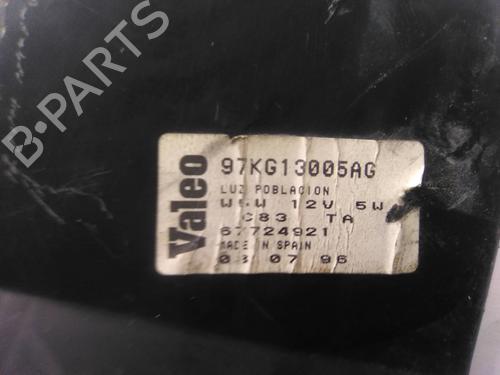 Valeo
97KG13005AG
LUZ POBLACION
W5W 12V 5W
C83 TA
67724921
MADE IN SPAIN
03 07 96
B-PARTS